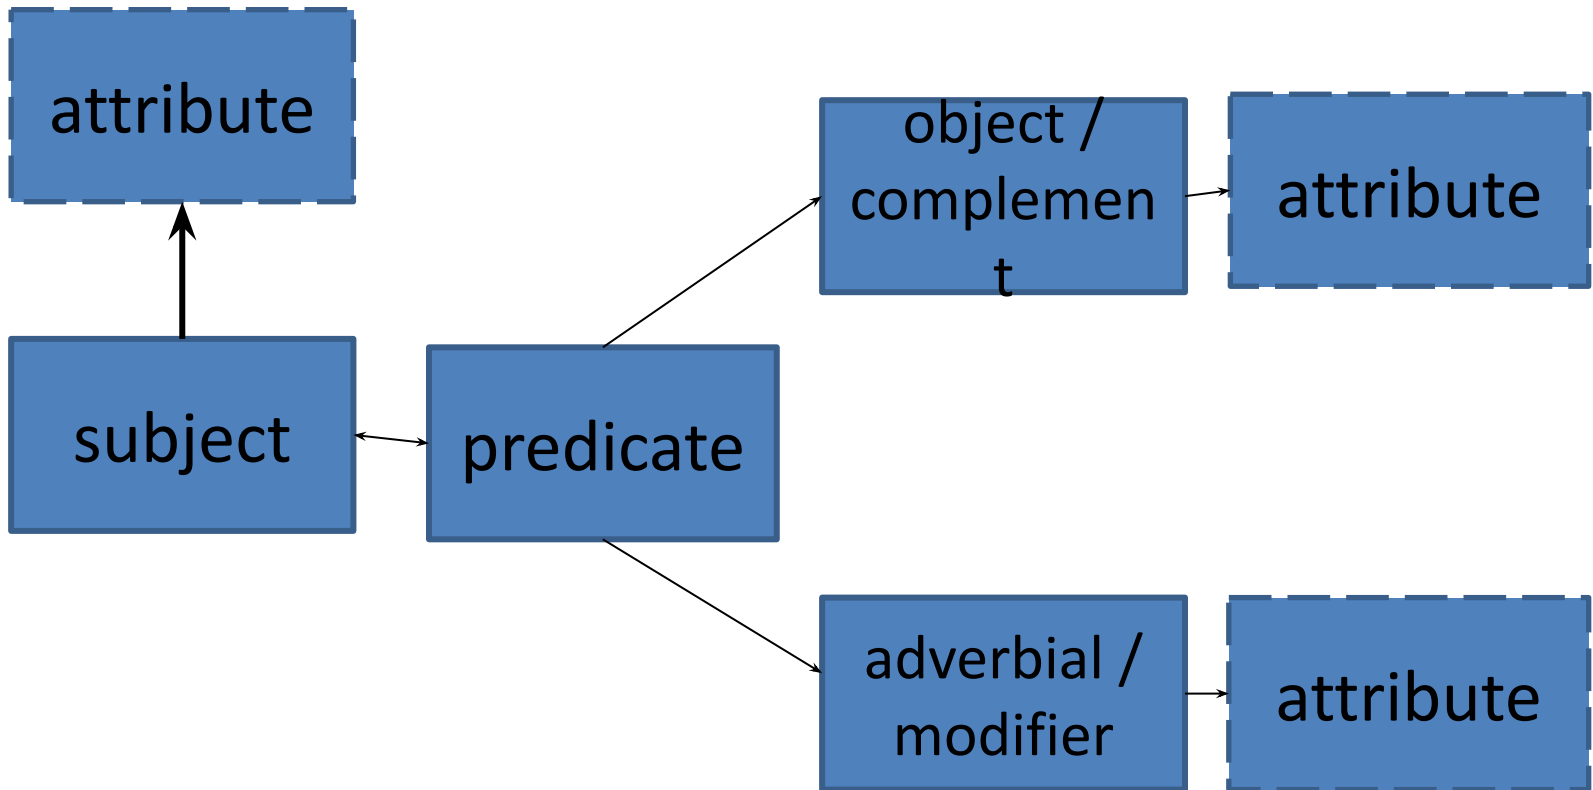 attribute
object /
complemen
t
attribute
subject
predicate
adverbial /
modifier
attribute